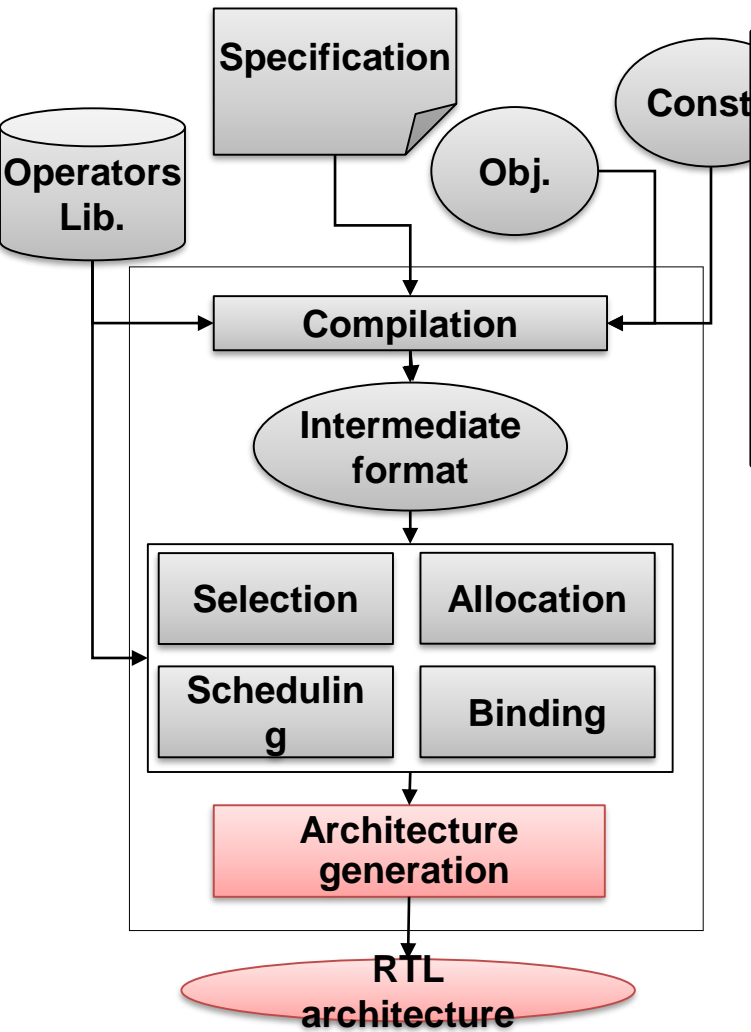 Specification
Const
Obj.
Operators
Lib.
Compilation
Intermediate
format
Selection
Allocation
Schedulin
g
Binding
Architecture
generation
RTL
architecture